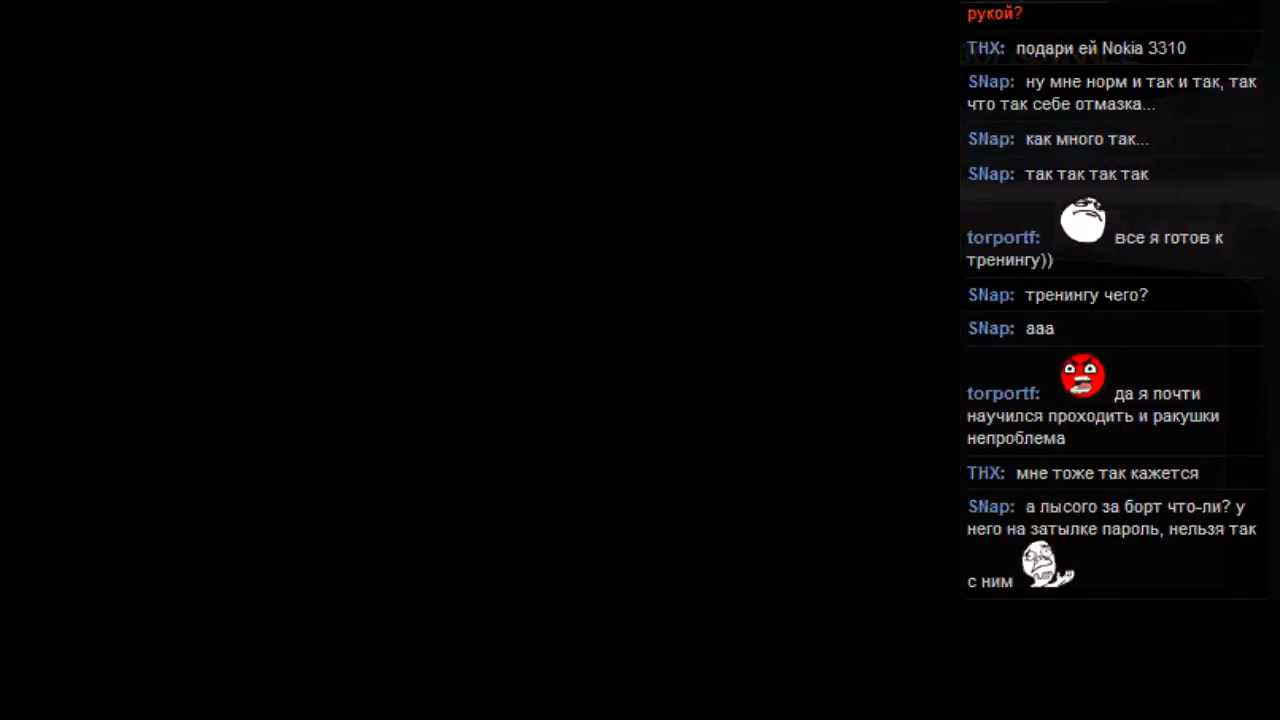 рукой?
THX: подари ей Nokia 3310
SNap: ну мне норм и так и так, так
что так себе отмазка...
SNap: как много так...
SNap: так так так так
torportf: все я готов к
тренингу))
SNap: тренингу чего?
SNap: ааа
torportf: да я почти
научился проходить и ракушки
непроблема
THX: мне тоже так кажется
SNap: а лысого за борт что-ли? у
него на затылке пароль, нельзя так
с ним